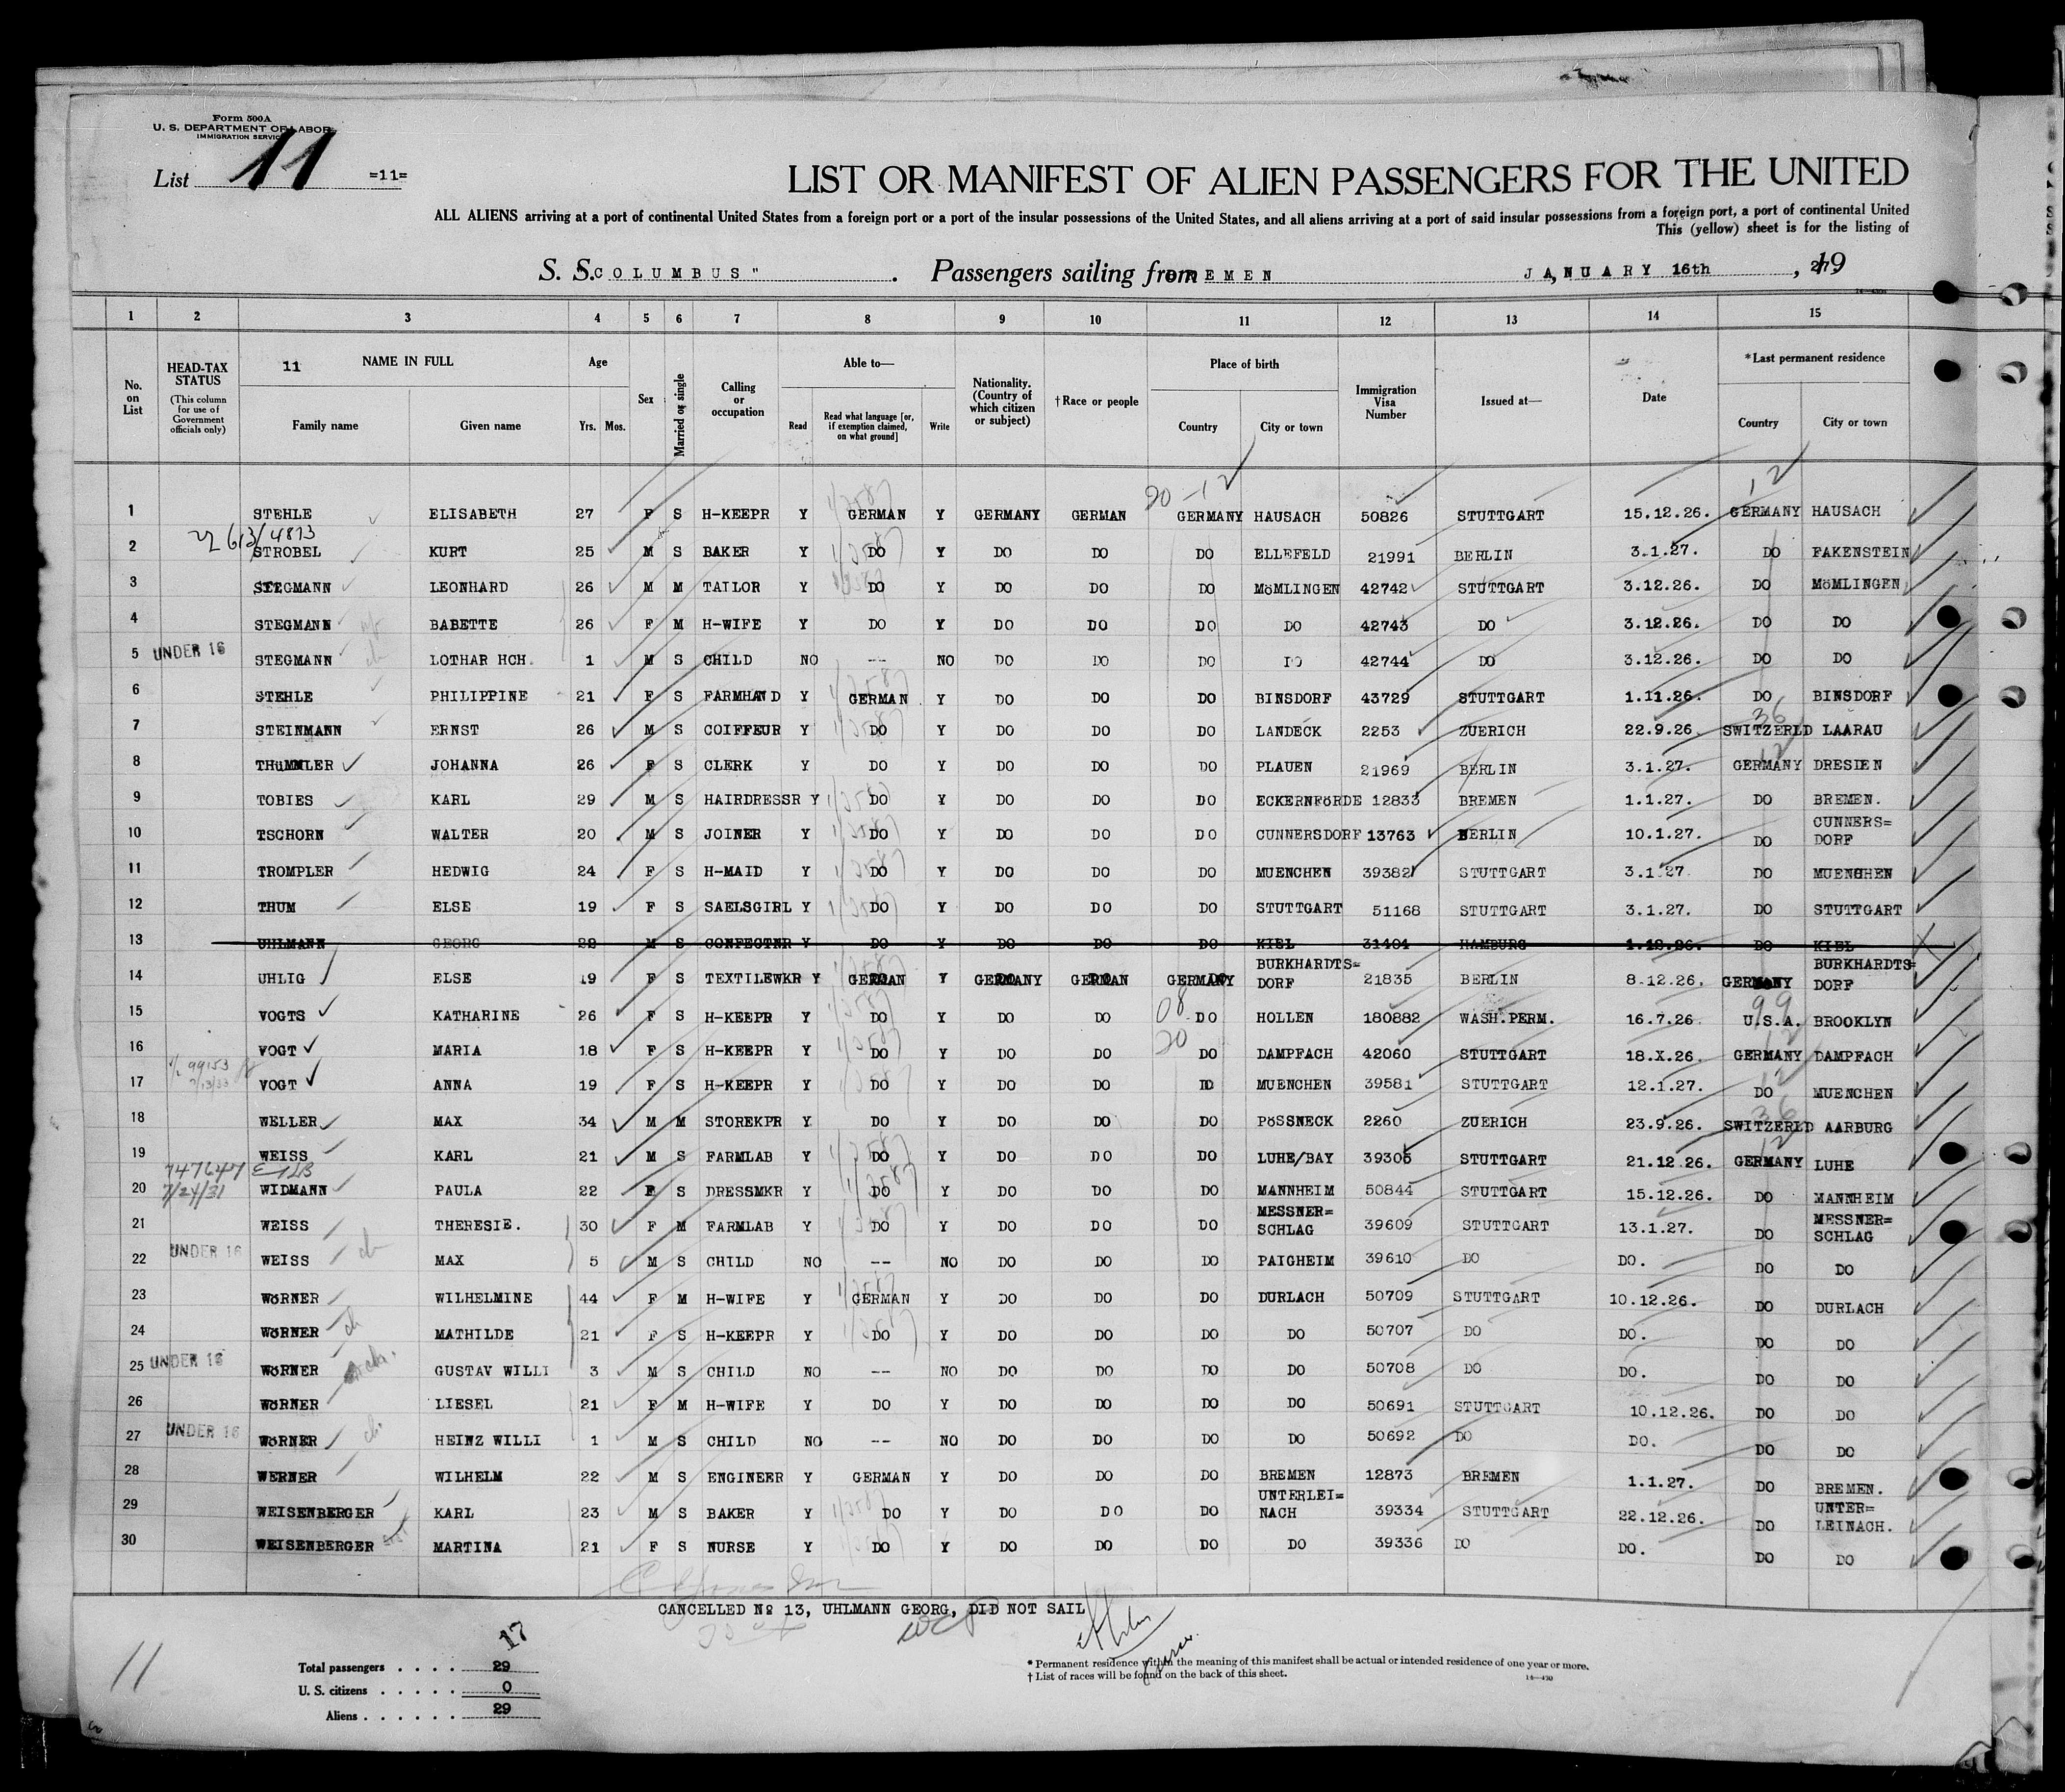 Form 500A
U. S. DEPARTMENT OF LABOR
IMMIGRATION SERVICE
List 11 =11=
LIST OR MANIFEST OF ALIEN PASSENGERS FOR THE UNITED
ALL ALIENS arriving at a port of continental United States from a foreign port or a port of the insular possessions of the United States, and all aliens arriving at a port of said insular possessions from a foreign port, a port of continental United
This (yellow) sheet is for the listing of
S. S. COLUMBUS" . Passengers sailing from BREMEN JANUARY 16th , 19 27
1 2 3 4 5 6 7 8 9 10 11 12 13 14 15
No. on List HEAD-TAX STATUS (This column for use of Government officials only) 11 NAME IN FULL Family name Given name Age Yrs. Mos. Sex Married or single Calling or occupation Able to— Read Read what language [or, if exemption claimed, on what ground] Write Nationality. (Country of which citizen or subject) †Race or people Place of birth Country City or town Immigration Visa Number Issued at— Date *Last permanent residence Country City or town
20 -12 12
1 STEHLE ELISABETH 27 F S H-KEEPR Y GERMAN Y GERMANY GERMAN GERMANY HAUSACH 50826 STUTTGART 15.12.26. GERMANY HAUSACH
2 STROBEL KURT 25 M S BAKER Y DO Y DO DO DO ELLEFELD 21991 BERLIN 3.1.27. DO FAKENSTEIN
3 STEGMANN LEONHARD 26 M M TAILOR Y DO Y DO DO DO MöMLINGEN 42742 STUTTGART 3.12.26. DO MöMLINGEN
4 STEGMANN BABETTE 26 F M H-WIFE Y DO Y DO DO DO DO 42743 DO 3.12.26. DO DO
5 UNDER 16 STEGMANN LOTHAR HCH. 1 M S CHILD NO -- NO DO DO DO DO 42744 DO 3.12.26. DO DO
6 STEHLE PHILIPPINE 21 F S FARMHAND Y GERMAN Y DO DO DO BINSDORF 43729 STUTTGART 1.11.26. DO BINSDORF
36
7 STEINMANN ERNST 26 M S COIFFEUR Y DO Y DO DO DO LANDECK 2253 ZUERICH 22.9.26 SWITZERLD LAARAU
12
8 THüMMLER JOHANNA 26 F S CLERK Y DO Y DO DO DO PLAUEN 21969 BERLIN 3.1.27. GERMANY DRESDEN
9 TOBIES KARL 29 M S HAIRDRESSR Y DO Y DO DO DO ECKERNFöRDE 12833 BREMEN 1.1.27. DO BREMEN.
10 TSCHORN WALTER 20 M S JOINER Y DO Y DO DO DO CUNNERSDORF 13763 BERLIN 10.1.27. DO CUNNERS= DORF
11 TROMPLER HEDWIG 24 F S H-MAID Y DO Y DO DO DO MUENCHEN 39382 STUTTGART 3.1.27. DO MUENCHEN
12 THUM ELSE 19 F S SAELSGIRL Y DO Y DO DO DO STUTTGART 51168 STUTTGART 3.1.27. DO STUTTGART
13 UHLMANN GEORG 28 M S CONFECTNR Y DO Y DO DO DO KIEL 31404 HAMBURG 1.12.26. DO KIEL
14 UHLIG ELSE 19 F S TEXTILEWKR Y GERMAN Y GERMANY GERMAN GERMANY BURKHARDTS= DORF 21835 BERLIN 8.12.26. GERMANY BURKHARDTS= DORF
08 99
15 VOGTS KATHARINE 26 F S H-KEEPR Y DO Y DO DO DO HOLLEN 180882 WASH.PERM. 16.7.26. U.S.A. BROOKLYN
20 12
16 VOGT MARIA 18 F S H-KEEPR Y DO Y DO DO DO DAMPFACH 42060 STUTTGART 18.X.26. GERMANY DAMPFACH
17 VOGT ANNA 19 F S H-KEEPR Y DO Y DO DO DO MUENCHEN 39581 STUTTGART 12.1.27. DO MUENCHEN
36
18 WELLER MAX 34 M M STOREKPR Y DO Y DO DO DO PöSSNECK 2260 ZUERICH 23.9.26. SWITZERLD AARBURG
12
19 WEISS KARL 21 M S FARMLAB Y DO Y DO DO DO LUHE/BAY 39305 STUTTGART 21.12.26. GERMANY LUHE
747647
20 7/24/31 WIDMANN PAULA 22 F S DRESSMKR Y DO Y DO DO DO MANNHEIM 50844 STUTTGART 15.12.26. DO MANNHEIM
21 WEISS THERESIE. 30 F M FARMLAB Y DO Y DO DO DO MESSNER= SCHLAG 39609 STUTTGART 13.1.27. DO MESSNER= SCHLAG
22 UNDER 16 WEISS ch MAX 5 M S CHILD NO -- NO DO DO DO PAIGHEIM 39610 DO DO. DO DO
23 WöRNER WILHELMINE 44 F M H-WIFE Y GERMAN Y DO DO DO DURLACH 50709 STUTTGART 10.12.26. DO DURLACH
24 WöRNER ch MATHILDE 21 F S H-KEEPR Y DO Y DO DO DO DO 50707 DO DO. DO DO
25 UNDER 16 WöRNER GUSTAV WILLI 3 M S CHILD NO -- NO DO DO DO DO 50708 DO DO. DO DO
26 WöRNER LIESEL 21 F M H-WIFE Y DO Y DO DO DO DO 50691 STUTTGART 10.12.26. DO DO
27 UNDER 16 WöRNER ch HEINZ WILLI 1 M S CHILD NO -- NO DO DO DO DO 50692 DO DO. DO DO
28 WERNER WILHELM 22 M S ENGINEER Y GERMAN Y DO DO DO BREMEN 12873 BREMEN 1.1.27. DO BREMEN.
29 WEISENBERGER KARL 23 M S BAKER Y DO Y DO DO DO UNTERLEI= NACH 39334 STUTTGART 22.12.26. DO UNTER= LEINACH.
30 WEISENBERGER MARTINA 21 F S NURSE Y DO Y DO DO DO DO 39336 DO DO. DO DO
CANCELLED No 13, UHLMANN GEORG, DID NOT SAIL
17
11
Total passengers . . . . 29
U. S. citizens . . . . . 0
Aliens . . . . . . 29
* Permanent residence within the meaning of this manifest shall be actual or intended residence of one year or more.
† List of races will be found on the back of this sheet.
14—430